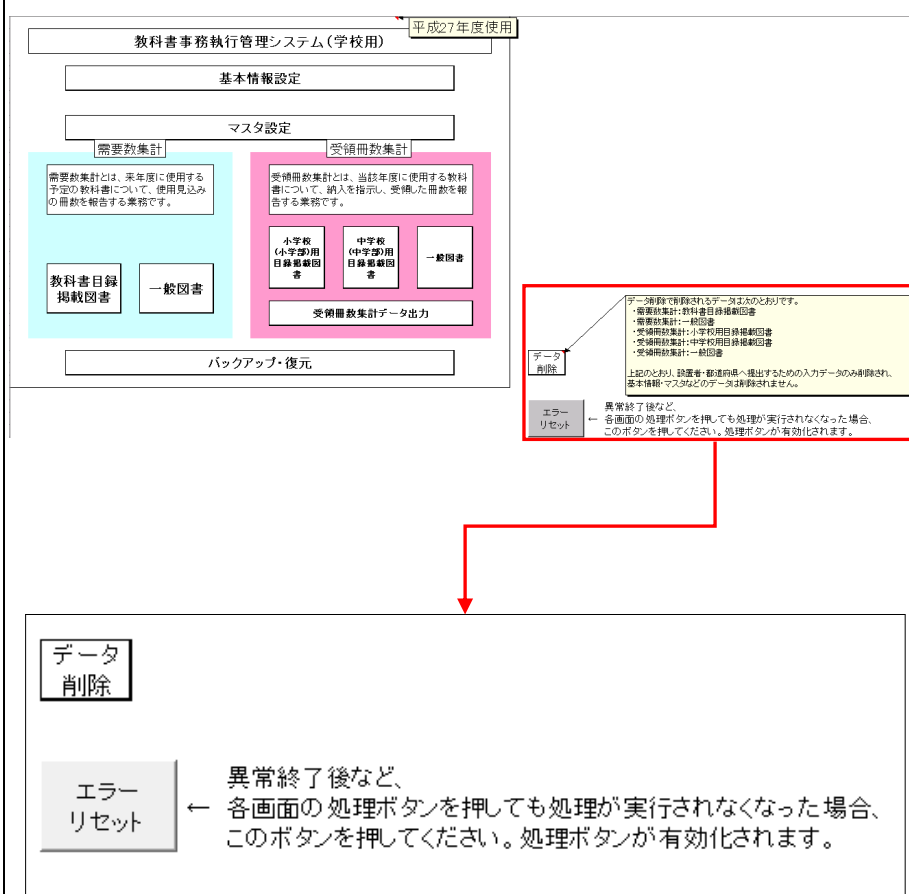 平成27年度使用
教科書事務執行管理システム(学校用)
基本情報設定
マスタ設定
需要数集計
需要数集計とは、来年度に使用する
予定の教科書について、使用見込み
の冊数を報告する業務です。
教科書目録
掲載図書
一般図書
受領冊数集計
受領冊数集計とは、当該年度に使用する教科
書について、納入を指示し、受領した冊数を報
告する業務です。
小学校
(小学部)用
目録掲載図
書
中学校
(中学部)用
目録掲載図
書
一般図書
受領冊数集計データ出力
バックアップ・復元
データ削除で削除されるデータは次のとおりです。
・需要数集計:教科書目録掲載図書
・需要数集計:一般図書
・受領冊数集計:小学校用目録掲載図書
・受領冊数集計:中学校用目録掲載図書
・受領冊数集計:一般図書
上記のとおり、設置者・都道府県へ提出するための入力データのみ削除され、
基本情報・マスタなどのデータは削除されません。
データ
削除
エラー
リセット
← 異常終了後など、
各画面の処理ボタンを押しても処理が実行されなくなった場合、
このボタンを押してください。処理ボタンが有効化されます。
データ
削除
エラー
リセット
← 異常終了後など、
各画面の処理ボタンを押しても処理が実行されなくなった場合、
このボタンを押してください。処理ボタンが有効化されます。